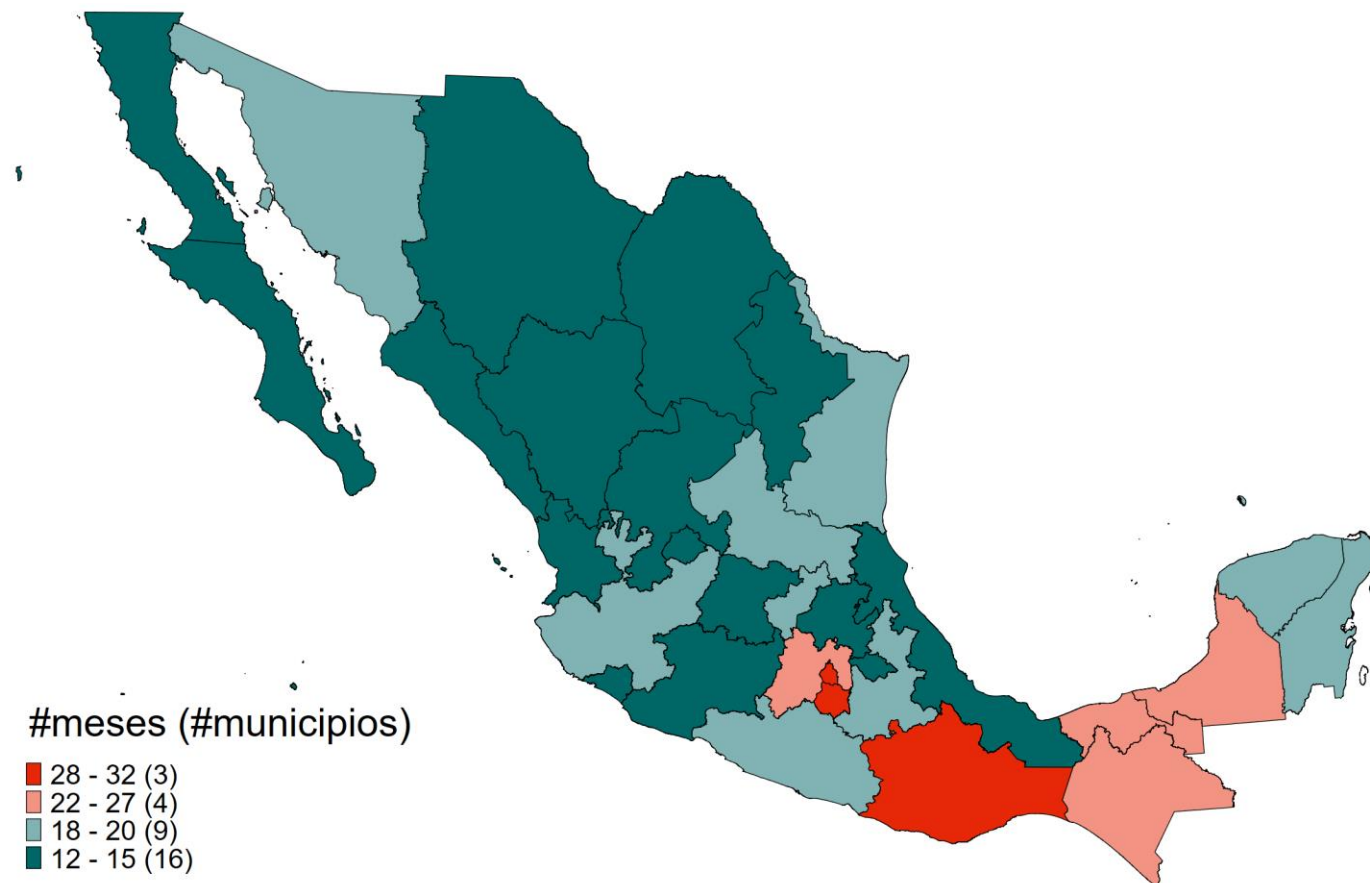 #meses (#municipios)
28 - 32 (3)
22 - 27 (4)
18 - 20 (9)
12 - 15 (16)